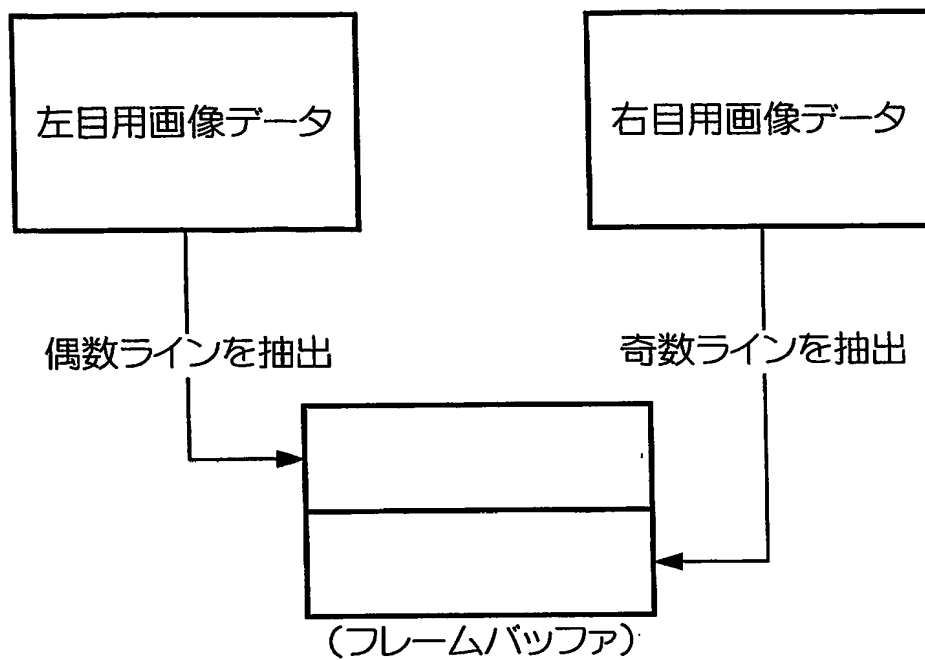 左目用画像データ
右目用画像データ
偶数ラインを抽出
奇数ラインを抽出
(フレームバッファ)